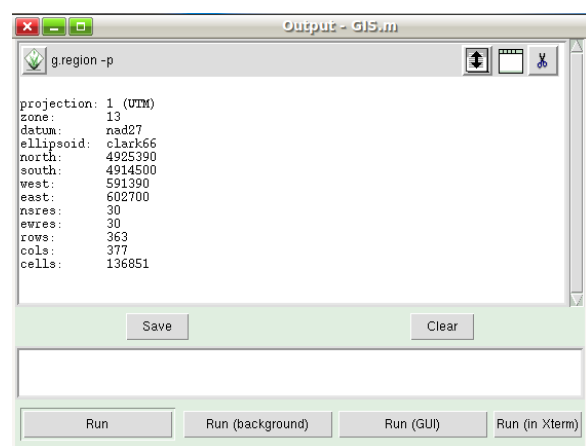 Output - GIS.m
g.region -p
projection: 1 (UTM)
zone: 13
datum: nad27
ellipsoid: clark66
north: 4925390
south: 4914500
west: 591390
east: 602700
nsres: 30
ewres: 30
rows: 363
cols: 377
cells: 136851
Save Clear
Run Run (background) Run (GUI) Run (in Xterm)